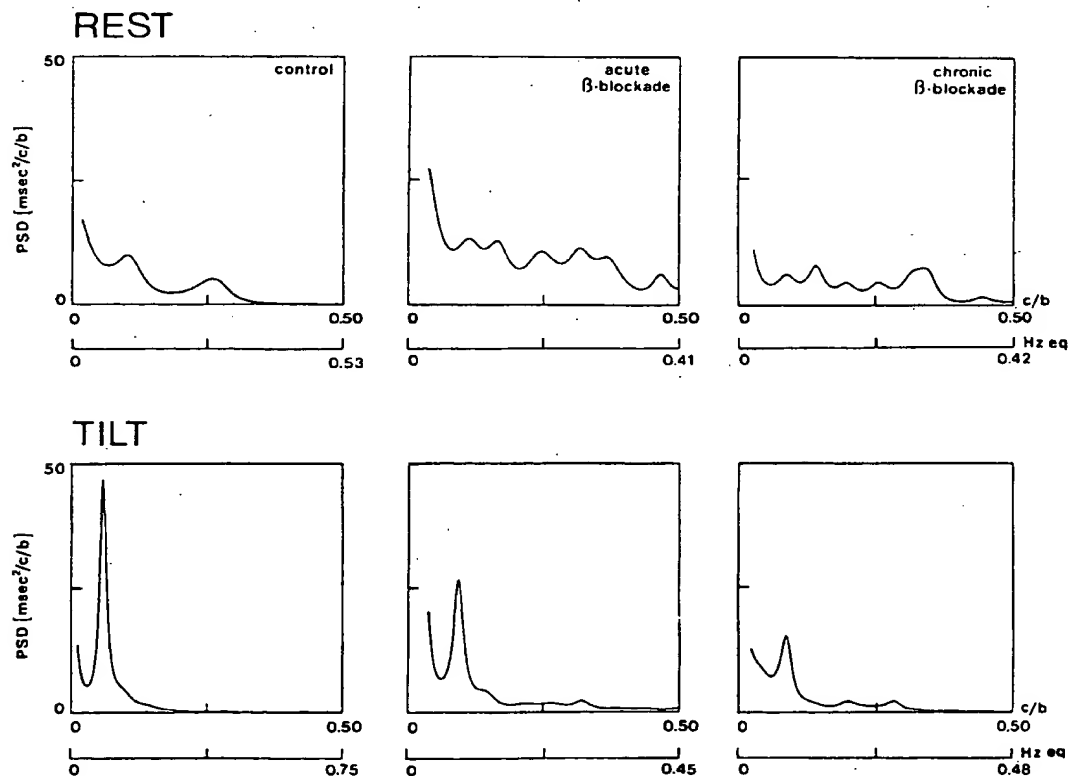 REST
50
control
acute
β-blockade
chronic
β-blockade
PSD [msec²/c/b]
0
c/b
0
0.50
0
0.50
0
0.50
Hz eq
0
0.53
0
0.41
0
0.42
TILT
50
PSD [msec²/c/b]
0
c/b
0
0.50
0
0.50
0
0.50
Hz eq
0
0.75
0
0.45
0
0.48